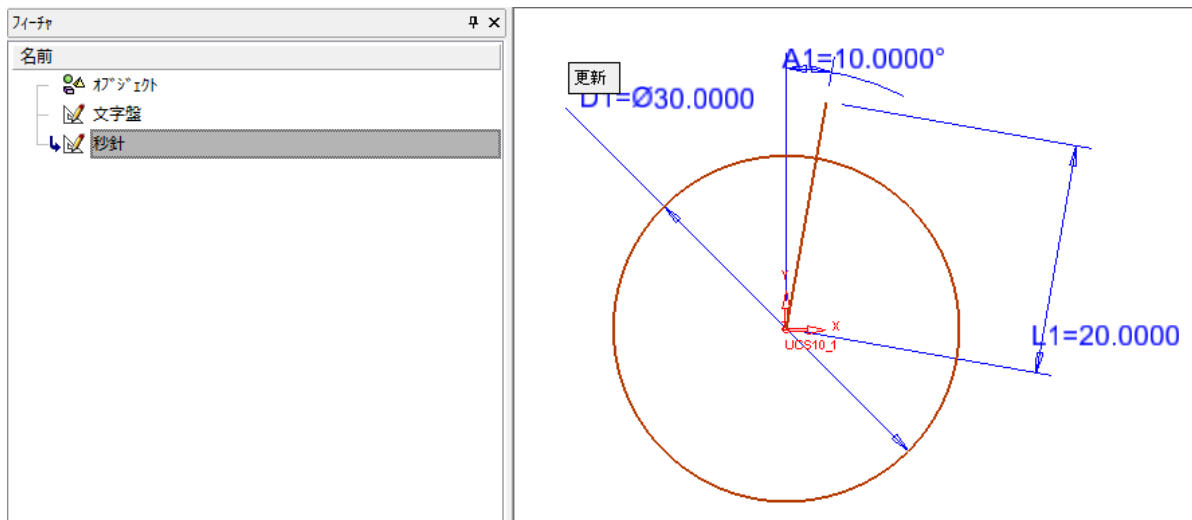 フィーチャ
名前
オブジェクト
文字盤
秒針
A1=10.0000°
更新
D1=Ø30.0000
Y
X
UCS10_1
L1=20.0000